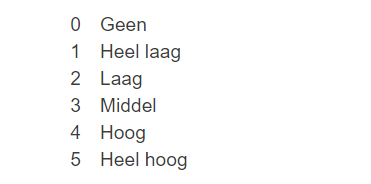 0 Geen
1 Heel laag
2 Laag
3 Middel
4 Hoog
5 Heel hoog